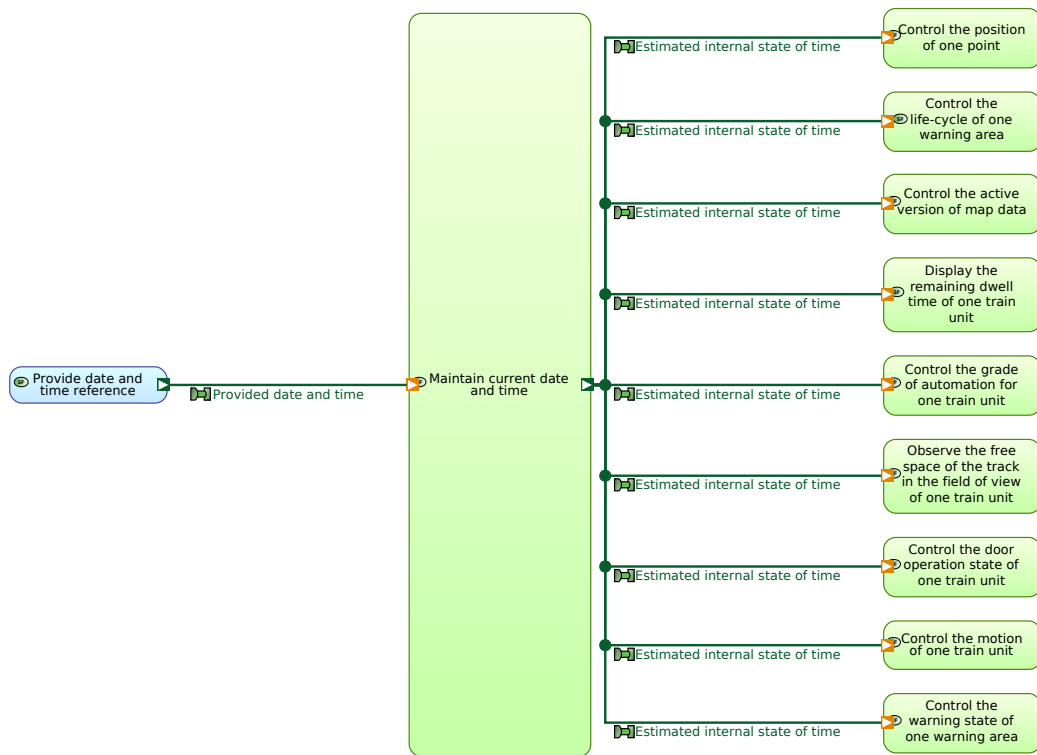 Control the position
of one point
Estimated internal state of time
Control the
life-cycle of one
warning area
Estimated internal state of time
Control the active
version of map data
Estimated internal state of time
Display the
remaining dwell
time of one train
unit
Estimated internal state of time
SF
Provide date and
time reference
Provided date and time
Maintain current date
and time
Control the grade
of automation for
one train unit
Estimated internal state of time
Observe the free
space of the track
in the field of view
of one train unit
Estimated internal state of time
Control the door
operation state of
one train unit
Estimated internal state of time
Control the motion
of one train unit
Estimated internal state of time
Control the
warning state of
one warning area
Estimated internal state of time